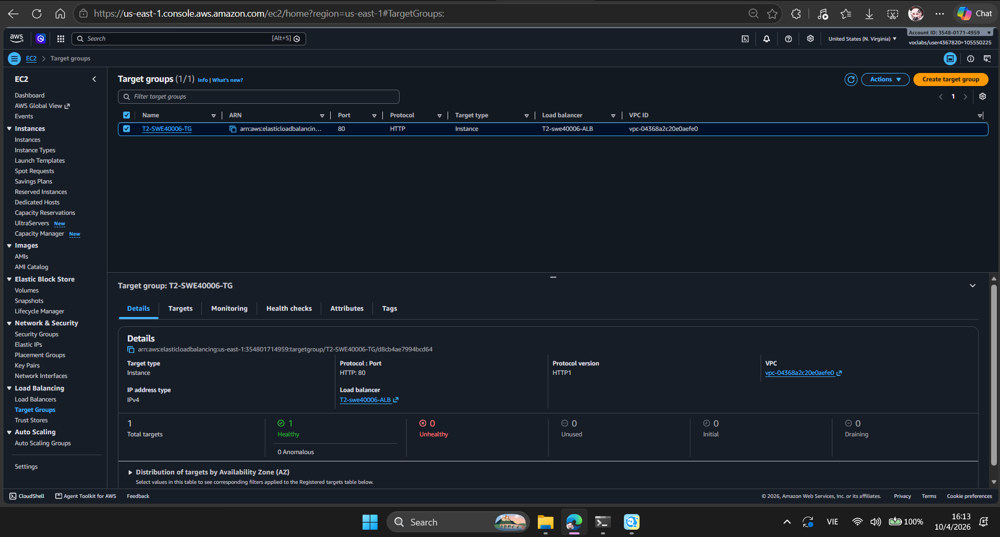 https://us-east-1.console.aws.amazon.com/ec2/home?region=us-east-1#TargetGroups:
Chat
aws
Search
[Alt+S]
United States (N. Virginia)
Account ID: 3548-0171-4959
voclabs/user4367820=105550225
EC2
Target groups
EC2
Dashboard
AWS Global View
Events
Instances
Instances
Instance Types
Launch Templates
Spot Requests
Savings Plans
Reserved Instances
Dedicated Hosts
Capacity Reservations
UltraServers New
Capacity Manager New
Images
AMIs
AMI Catalog
Elastic Block Store
Volumes
Snapshots
Lifecycle Manager
Network & Security
Security Groups
Elastic IPs
Placement Groups
Key Pairs
Network Interfaces
Load Balancing
Load Balancers
Target Groups
Trust Stores
Auto Scaling
Auto Scaling Groups
Settings
Target groups (1/1) Info | What's new?
Actions
Create target group
Filter target groups
1
Name ARN Port Protocol Target type Load balancer VPC ID
T2-SWE40006-TG arn:aws:elasticloadbalancin... 80 HTTP Instance T2-swe40006-ALB vpc-04368a2c20e0aefe0
Target group: T2-SWE40006-TG
Details Targets Monitoring Health checks Attributes Tags
Details
arn:aws:elasticloadbalancing:us-east-1:354801714959:targetgroup/T2-SWE40006-TG/d8cb4ae7994bcd64
Target type
Instance
Protocol : Port
HTTP: 80
Protocol version
HTTP1
VPC
vpc-04368a2c20e0aefe0
IP address type
IPv4
Load balancer
T2-swe40006-ALB
1
Total targets
1
Healthy
0 Anomalous
0
Unhealthy
0
Unused
0
Initial
0
Draining
Distribution of targets by Availability Zone (AZ)
Select values in this table to see corresponding filters applied to the Registered targets table below.
CloudShell
Agent Toolkit for AWS
Feedback
© 2026, Amazon Web Services, Inc. or its affiliates.
Privacy
Terms
Cookie preferences
Search
VIE
100%
16:13
10/4/2026